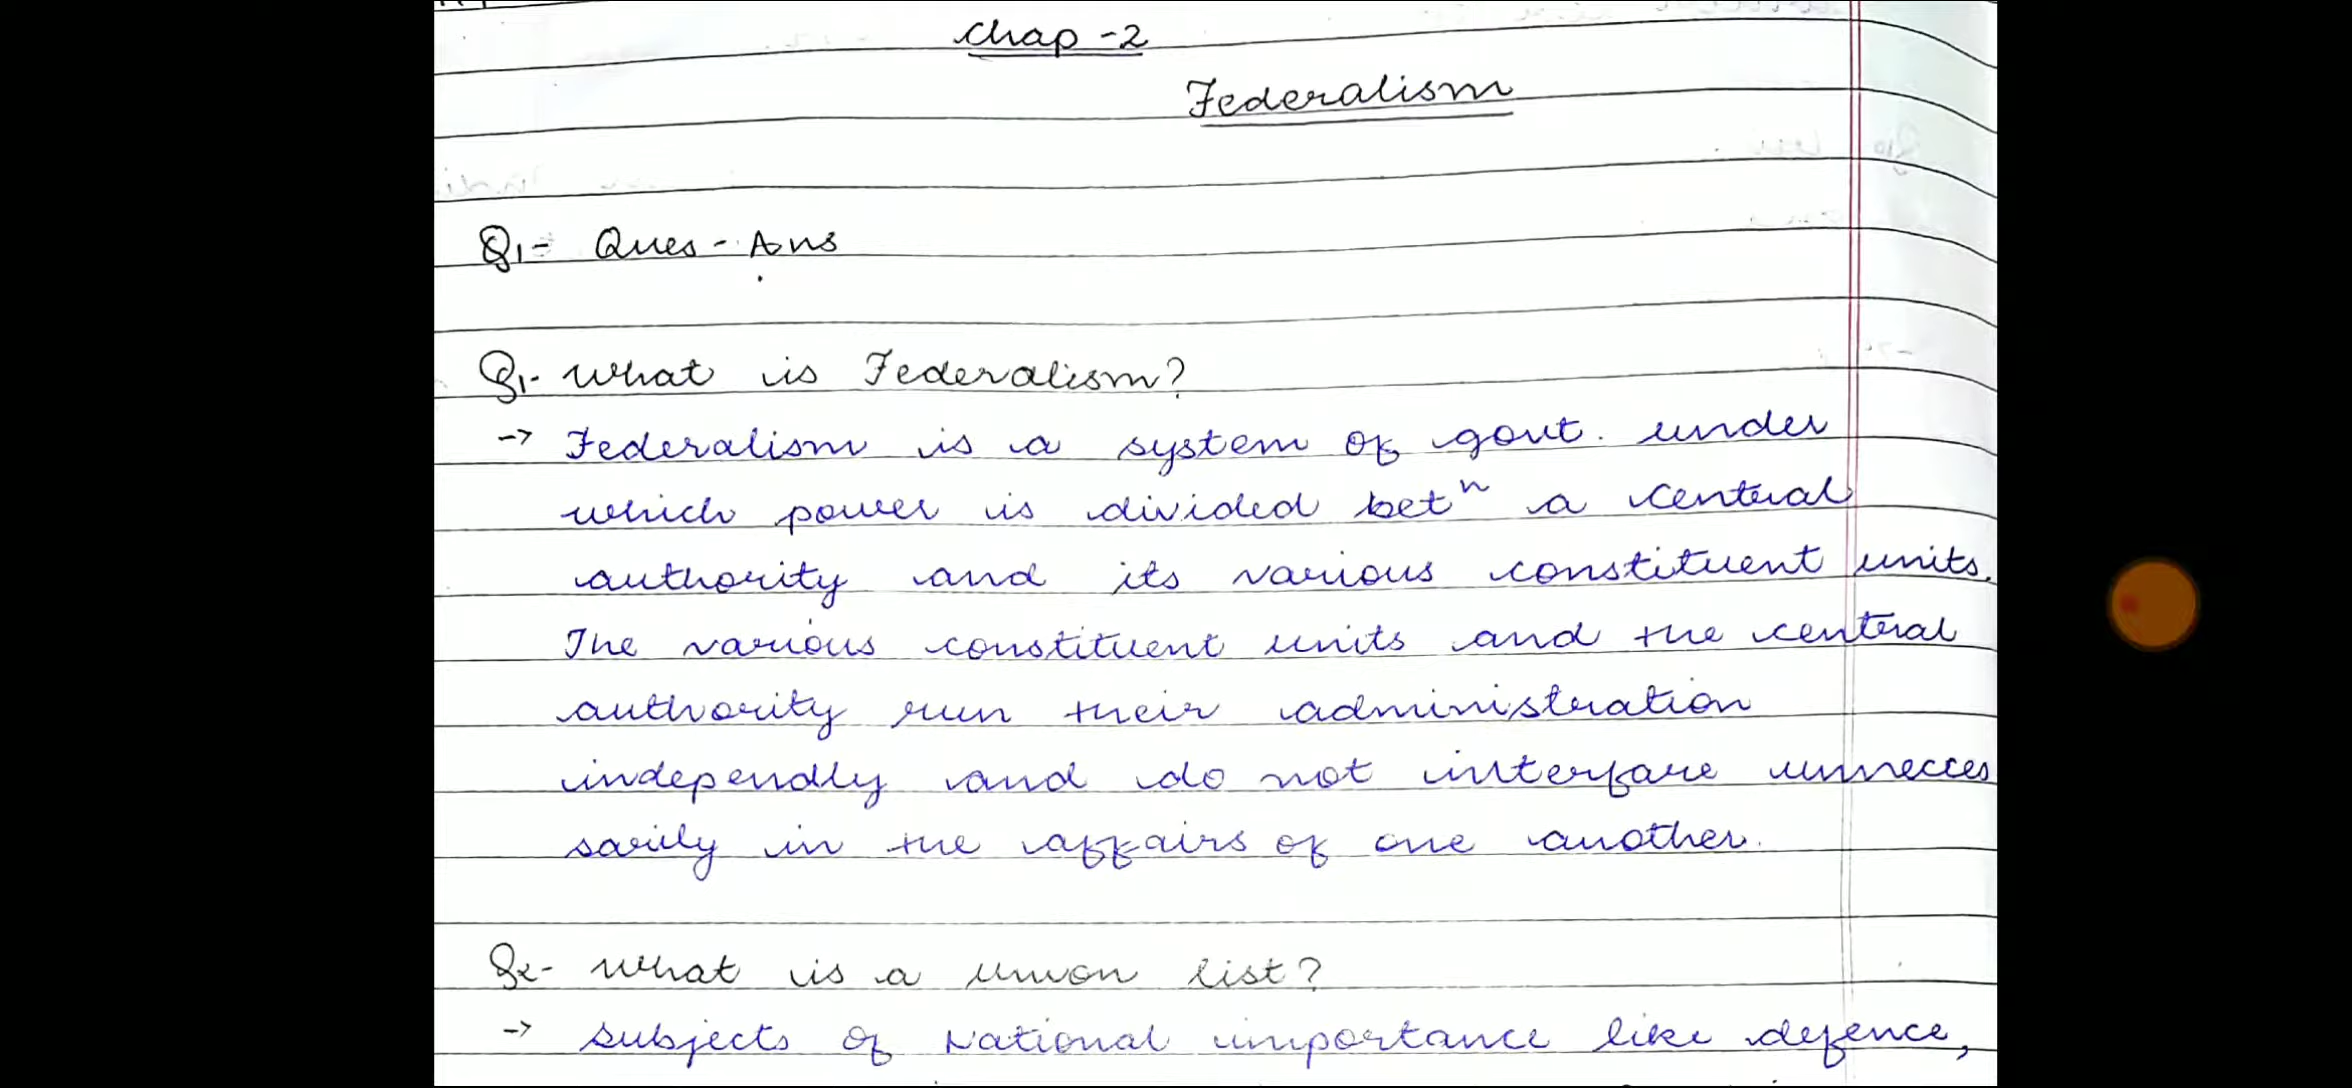 Chap -2
Federalism
Q1- Ques - Ans
Q1- What is Federalism?
→ Federalism is a system of govt. under
which power is divided betⁿ a central
authority and its various constituent units.
The various constituent units and the central
authority run their administration
independly and do not interfare unnecces
sarily in the affairs of one another.
Q2- What is a union list?
→ Subjects of National importance like defence,